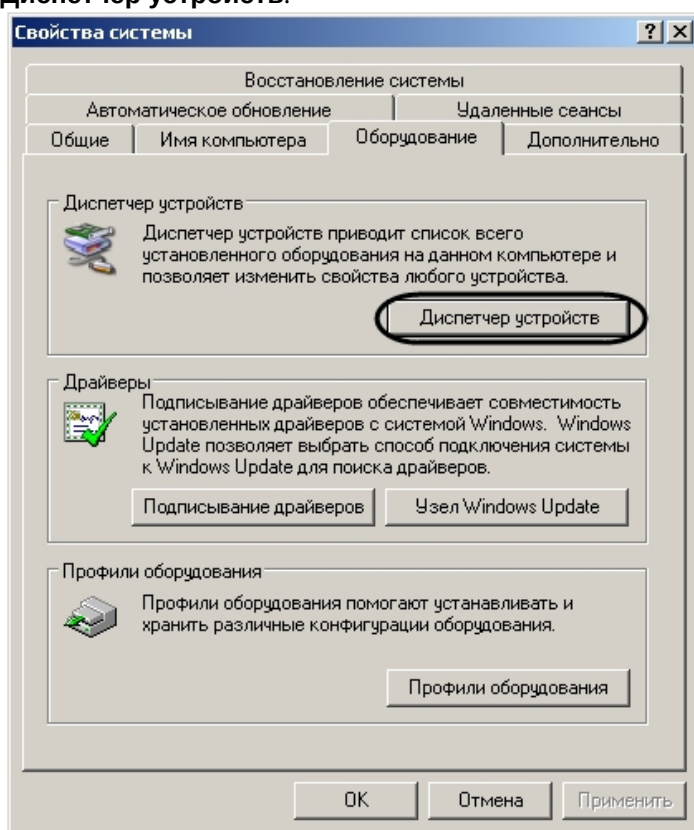 Диспетчер устройств.
Свойства системы
Восстановление системы
Автоматическое обновление Удаленные сеансы
Общие Имя компьютера Оборудование Дополнительно
Диспетчер устройств
Диспетчер устройств приводит список всего
установленного оборудования на данном компьютере и
позволяет изменить свойства любого устройства.
Диспетчер устройств
Драйверы
Подписывание драйверов обеспечивает совместимость
установленных драйверов с системой Windows. Windows
Update позволяет выбрать способ подключения системы
к Windows Update для поиска драйверов.
Подписывание драйверов Узел Windows Update
Профили оборудования
Профили оборудования помогают устанавливать и
хранить различные конфигурации оборудования.
Профили оборудования
OK Отмена Применить